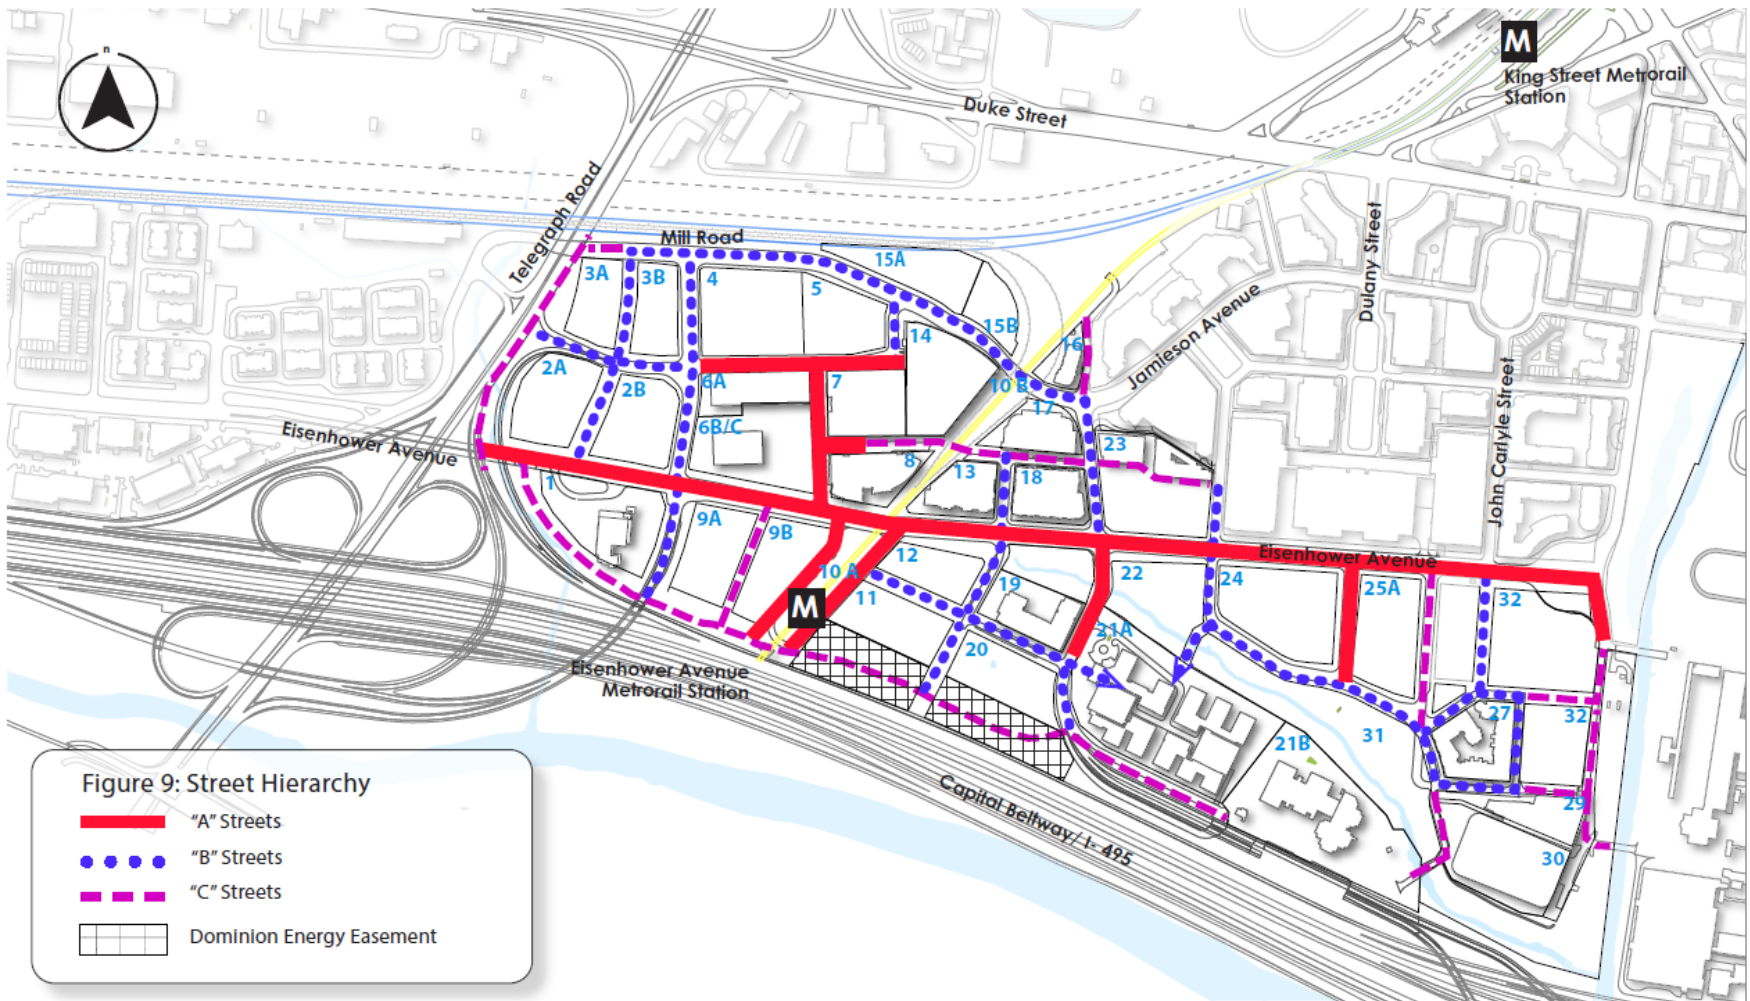 n
M
King Street Metrorail
Station
Duke Street
Telegraph Road
Mill Road
Jamieson Avenue
Dulany Street
John Carlyle Street
Eisenhower Avenue
15A
3A
3B
4
5
15B
14
16
2A
2B
6A
7
10 B
17
6B/C
8
13
18
23
1
9A
9B
12
10 A
11
19
22
24
Eisenhower Avenue
25A
32
M
21A
20
Eisenhower Avenue
Metrorail Station
27
32
31
21B
29
30
Capital Beltway/ I- 495
Figure 9: Street Hierarchy
"A" Streets
"B" Streets
"C" Streets
Dominion Energy Easement